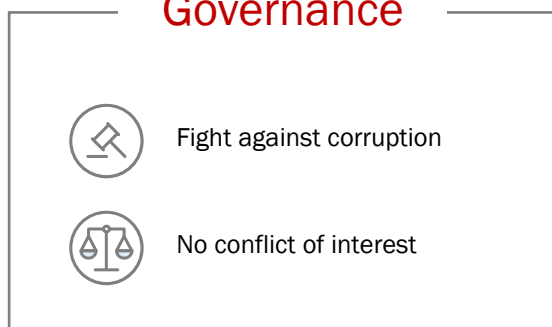 Governance
Fight against corruption
No conflict of interest